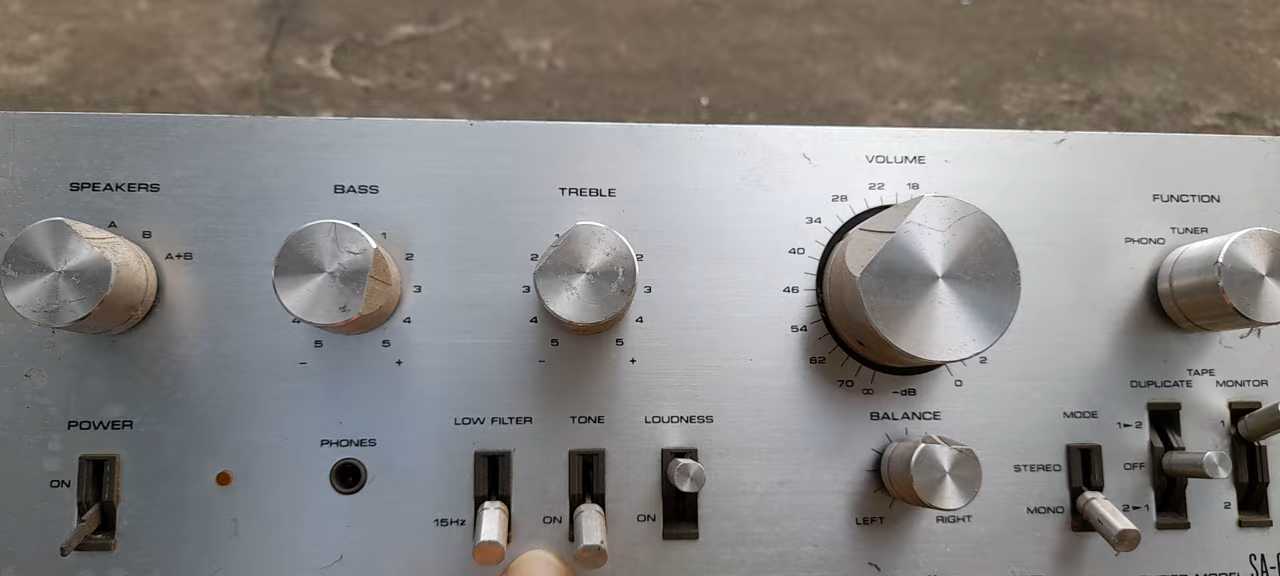 SPEAKERS
A
B
A+B
BASS
1
2
3
4
5
4
5
-
+
TREBLE
1
2
3
4
5
2
3
4
5
-
+
VOLUME
18
22
28
34
40
46
54
62
70
∞
-dB
0
2
FUNCTION
TUNER
PHONO
POWER
ON
PHONES
LOW FILTER
15Hz
TONE
ON
LOUDNESS
ON
BALANCE
LEFT
RIGHT
MODE
STEREO
MONO
TAPE
DUPLICATE
MONITOR
1►2
OFF
2►1
1
2
MODEL